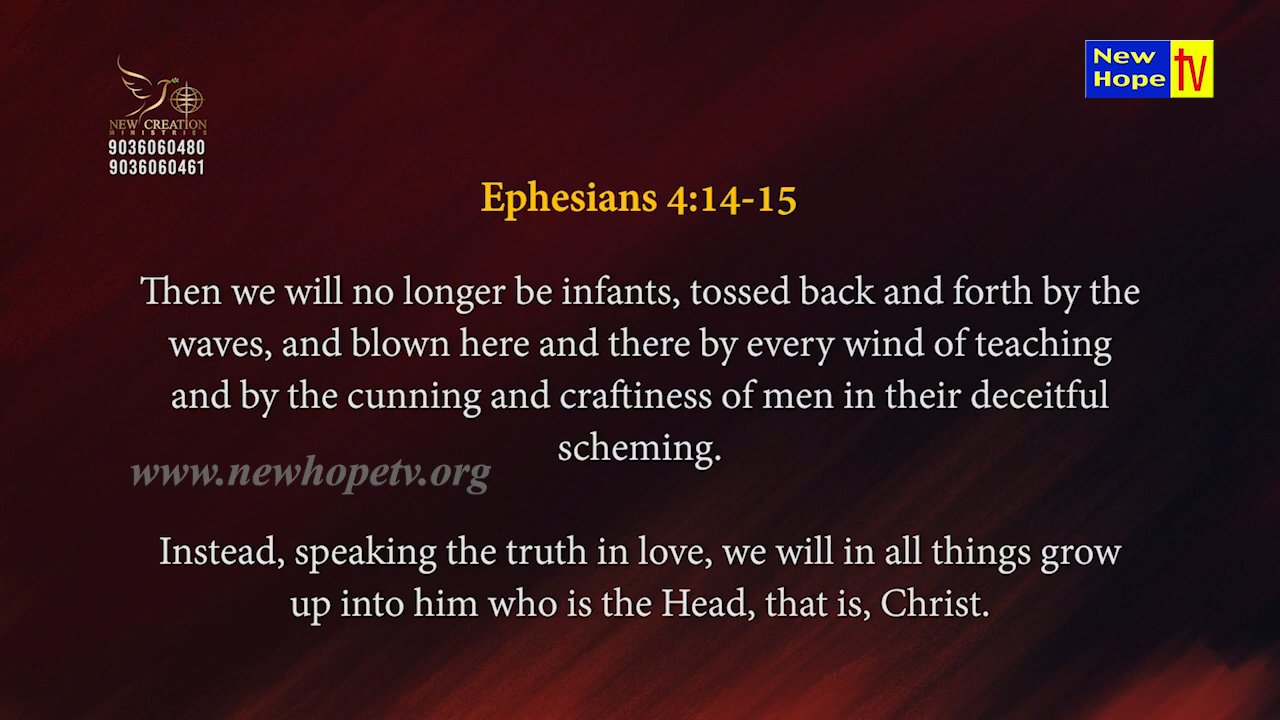 New
Hope
TV
NEW CREATION
MINISTRIES
9036060480
9036060461
Ephesians 4:14-15
Then we will no longer be infants, tossed back and forth by the
waves, and blown here and there by every wind of teaching
and by the cunning and craftiness of men in their deceitful
scheming.
www.newhopetv.org
Instead, speaking the truth in love, we will in all things grow
up into him who is the Head, that is, Christ.